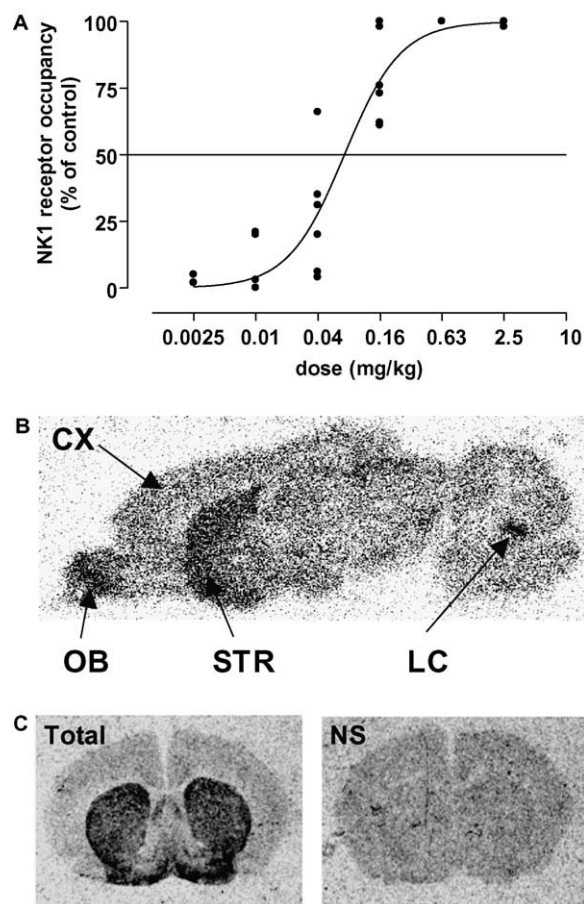 A
NK1 receptor occupancy
(% of control)
100
75
50
25
0
0.0025 0.01 0.04 0.16 0.63 2.5 10
dose (mg/kg)
B
CX
OB STR LC
C
Total NS